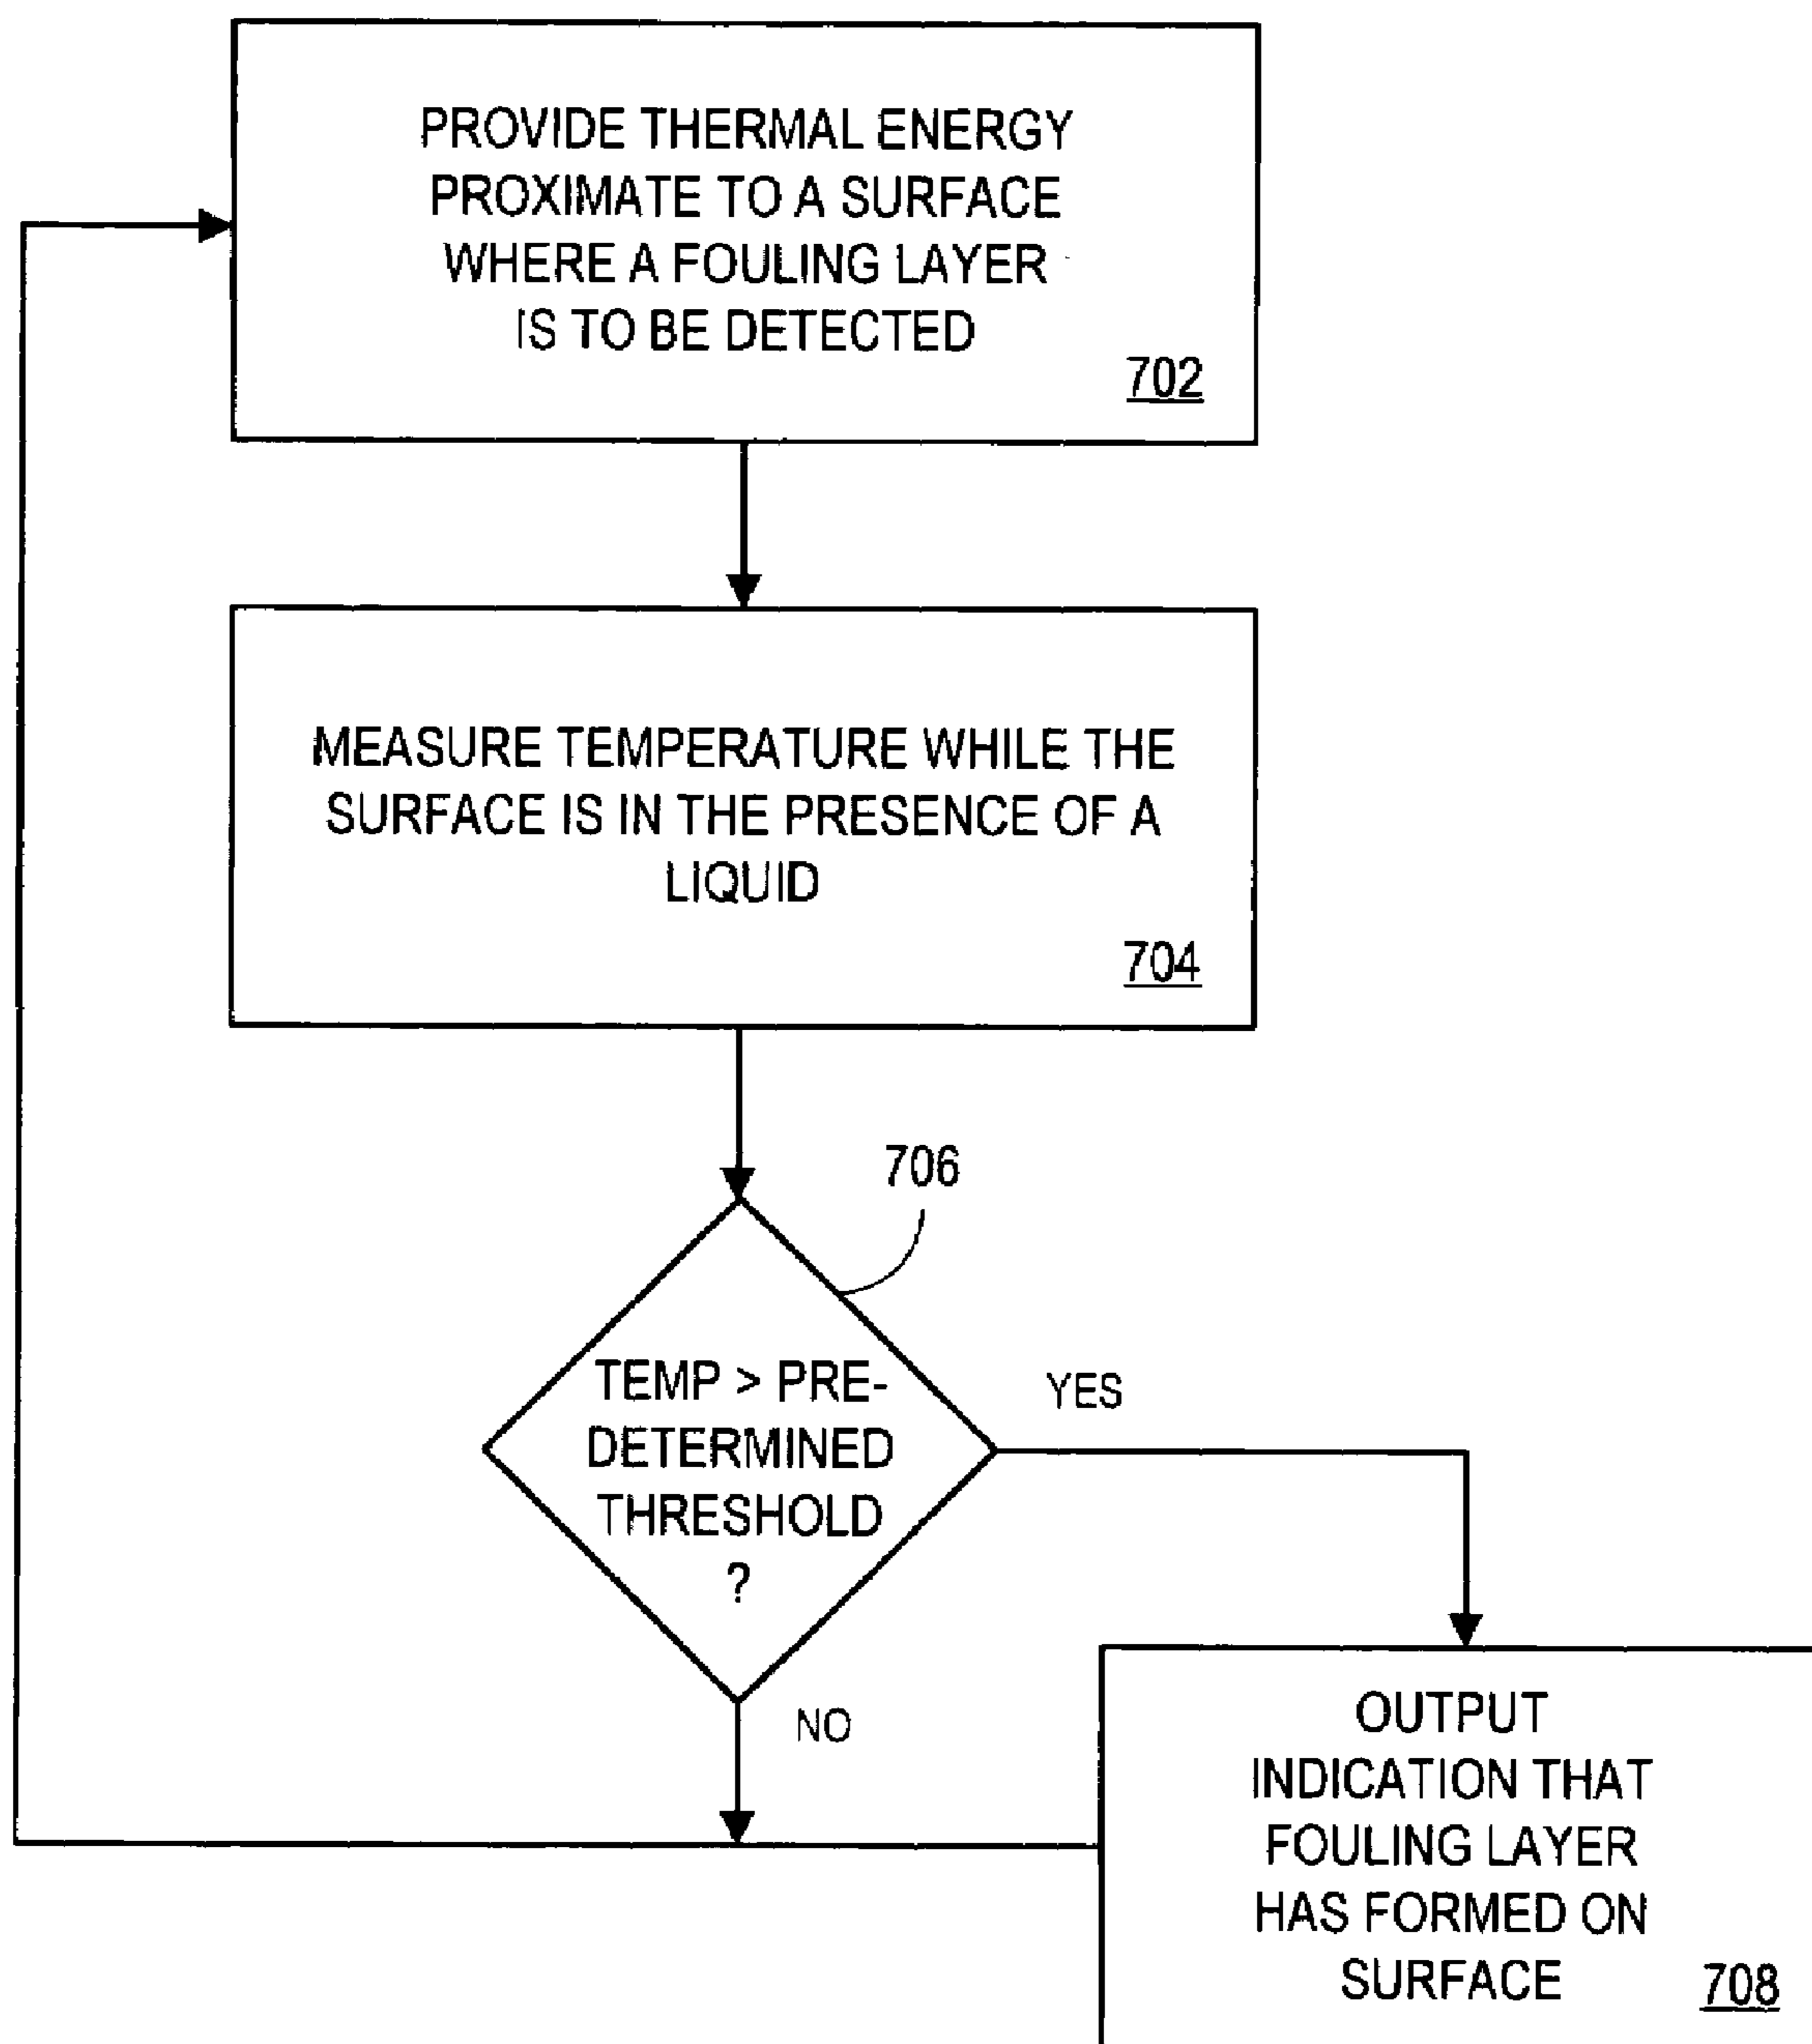 PROVIDE THERMAL ENERGY
PROXIMATE TO A SURFACE
WHERE A FOULING LAYER
IS TO BE DETECTED
702
MEASURE TEMPERATURE WHILE THE
SURFACE IS IN THE PRESENCE OF A
LIQUID
704
706
TEMP > PRE-
DETERMINED
THRESHOLD
?
YES
NO
OUTPUT
INDICATION THAT
FOULING LAYER
HAS FORMED ON
SURFACE
708